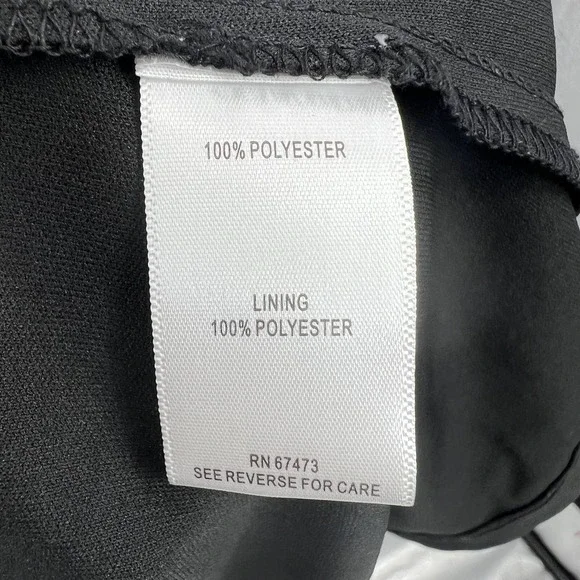 100% POLYESTER
LINING
100% POLYESTER
RN 67473
SEE REVERSE FOR CARE